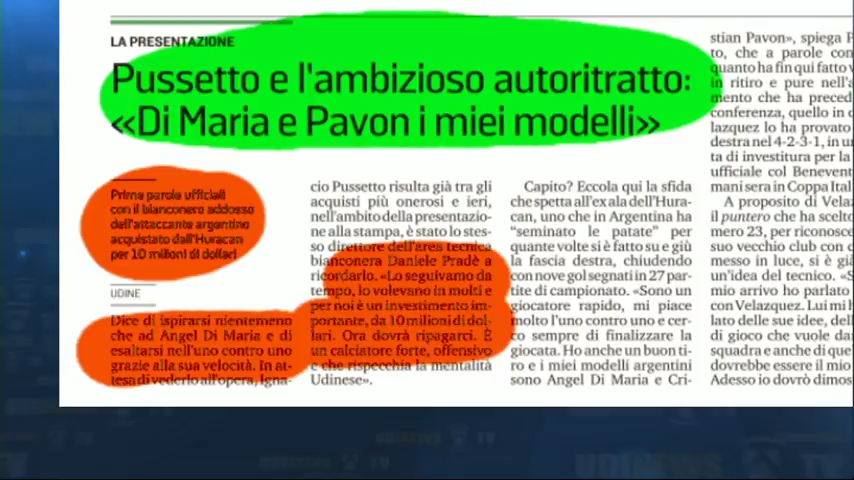 LA PRESENTAZIONE
Pussetto e l'ambizioso autoritratto:
«Di Maria e Pavon i miei modelli»
Prime parole ufficiali
con il bianconero addosso
dell'attaccante argentino
acquistato dall'Huracan
per 10 milioni di dollari
UDINE
Dice di ispirarsi nientemeno
che ad Angel Di Maria e di
esaltarsi nell'uno contro uno
grazie alla sua velocità. In at-
tesa di vederlo all'opera, Igna-
cio Pussetto risulta già tra gli
acquisti più onerosi e ieri,
nell'ambito della presentazio-
ne alla stampa, è stato lo stes-
so direttore dell'area tecnica
bianconera Daniele Pradè a
ricordarlo. «Lo seguivamo da
tempo, lo volevano in molti e
per noi è un investimento im-
portante, da 10 milioni di dol-
lari. Ora dovrà ripagarci. È
un calciatore forte, offensivo
e che rispecchia la mentalità
Udinese».
Capito? Eccola qui la sfida
che spetta all'ex ala dell'Hura-
can, uno che in Argentina ha
"seminato le patate" per
quante volte si è fatto su e giù
la fascia destra, chiudendo
con nove gol segnati in 27 par-
tite di campionato. «Sono un
giocatore rapido, mi piace
molto l'uno contro uno e cer-
co sempre di finalizzare la
giocata. Ho anche un buon ti-
ro e i miei modelli argentini
sono Angel Di Maria e Cri-
stian Pavon», spiega P
to, che a parole con
quanto ha fin qui fatto v
in ritiro e pure nell'a
mento che ha preced
conferenza, quello in c
lazquez lo ha provato
destra nel 4-2-3-1, in u
ta di investitura per la
ufficiale col Benevent
mani sera in Coppa Ital
A proposito di Velaz
il puntero che ha scelto
mero 23, per riconosce
suo vecchio club con c
messo in luce, si è già
un'idea del tecnico. «S
mio arrivo ho parlato
con Velazquez. Lui mi h
lato delle sue idee, dell
di gioco che vuole dar
squadra e anche di que
dovrebbe essere il mio
Adesso io dovrò dimos
UDINEWS TV